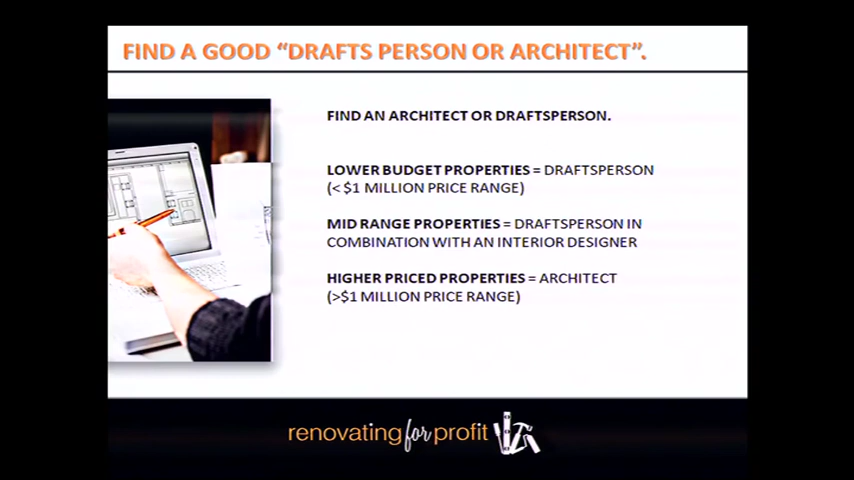 FIND A GOOD “DRAFTS PERSON OR ARCHITECT”.
FIND AN ARCHITECT OR DRAFTSPERSON.
LOWER BUDGET PROPERTIES = DRAFTSPERSON
(< $1 MILLION PRICE RANGE)
MID RANGE PROPERTIES = DRAFTSPERSON IN
COMBINATION WITH AN INTERIOR DESIGNER
HIGHER PRICED PROPERTIES = ARCHITECT
(>$1 MILLION PRICE RANGE)
renovating for profit